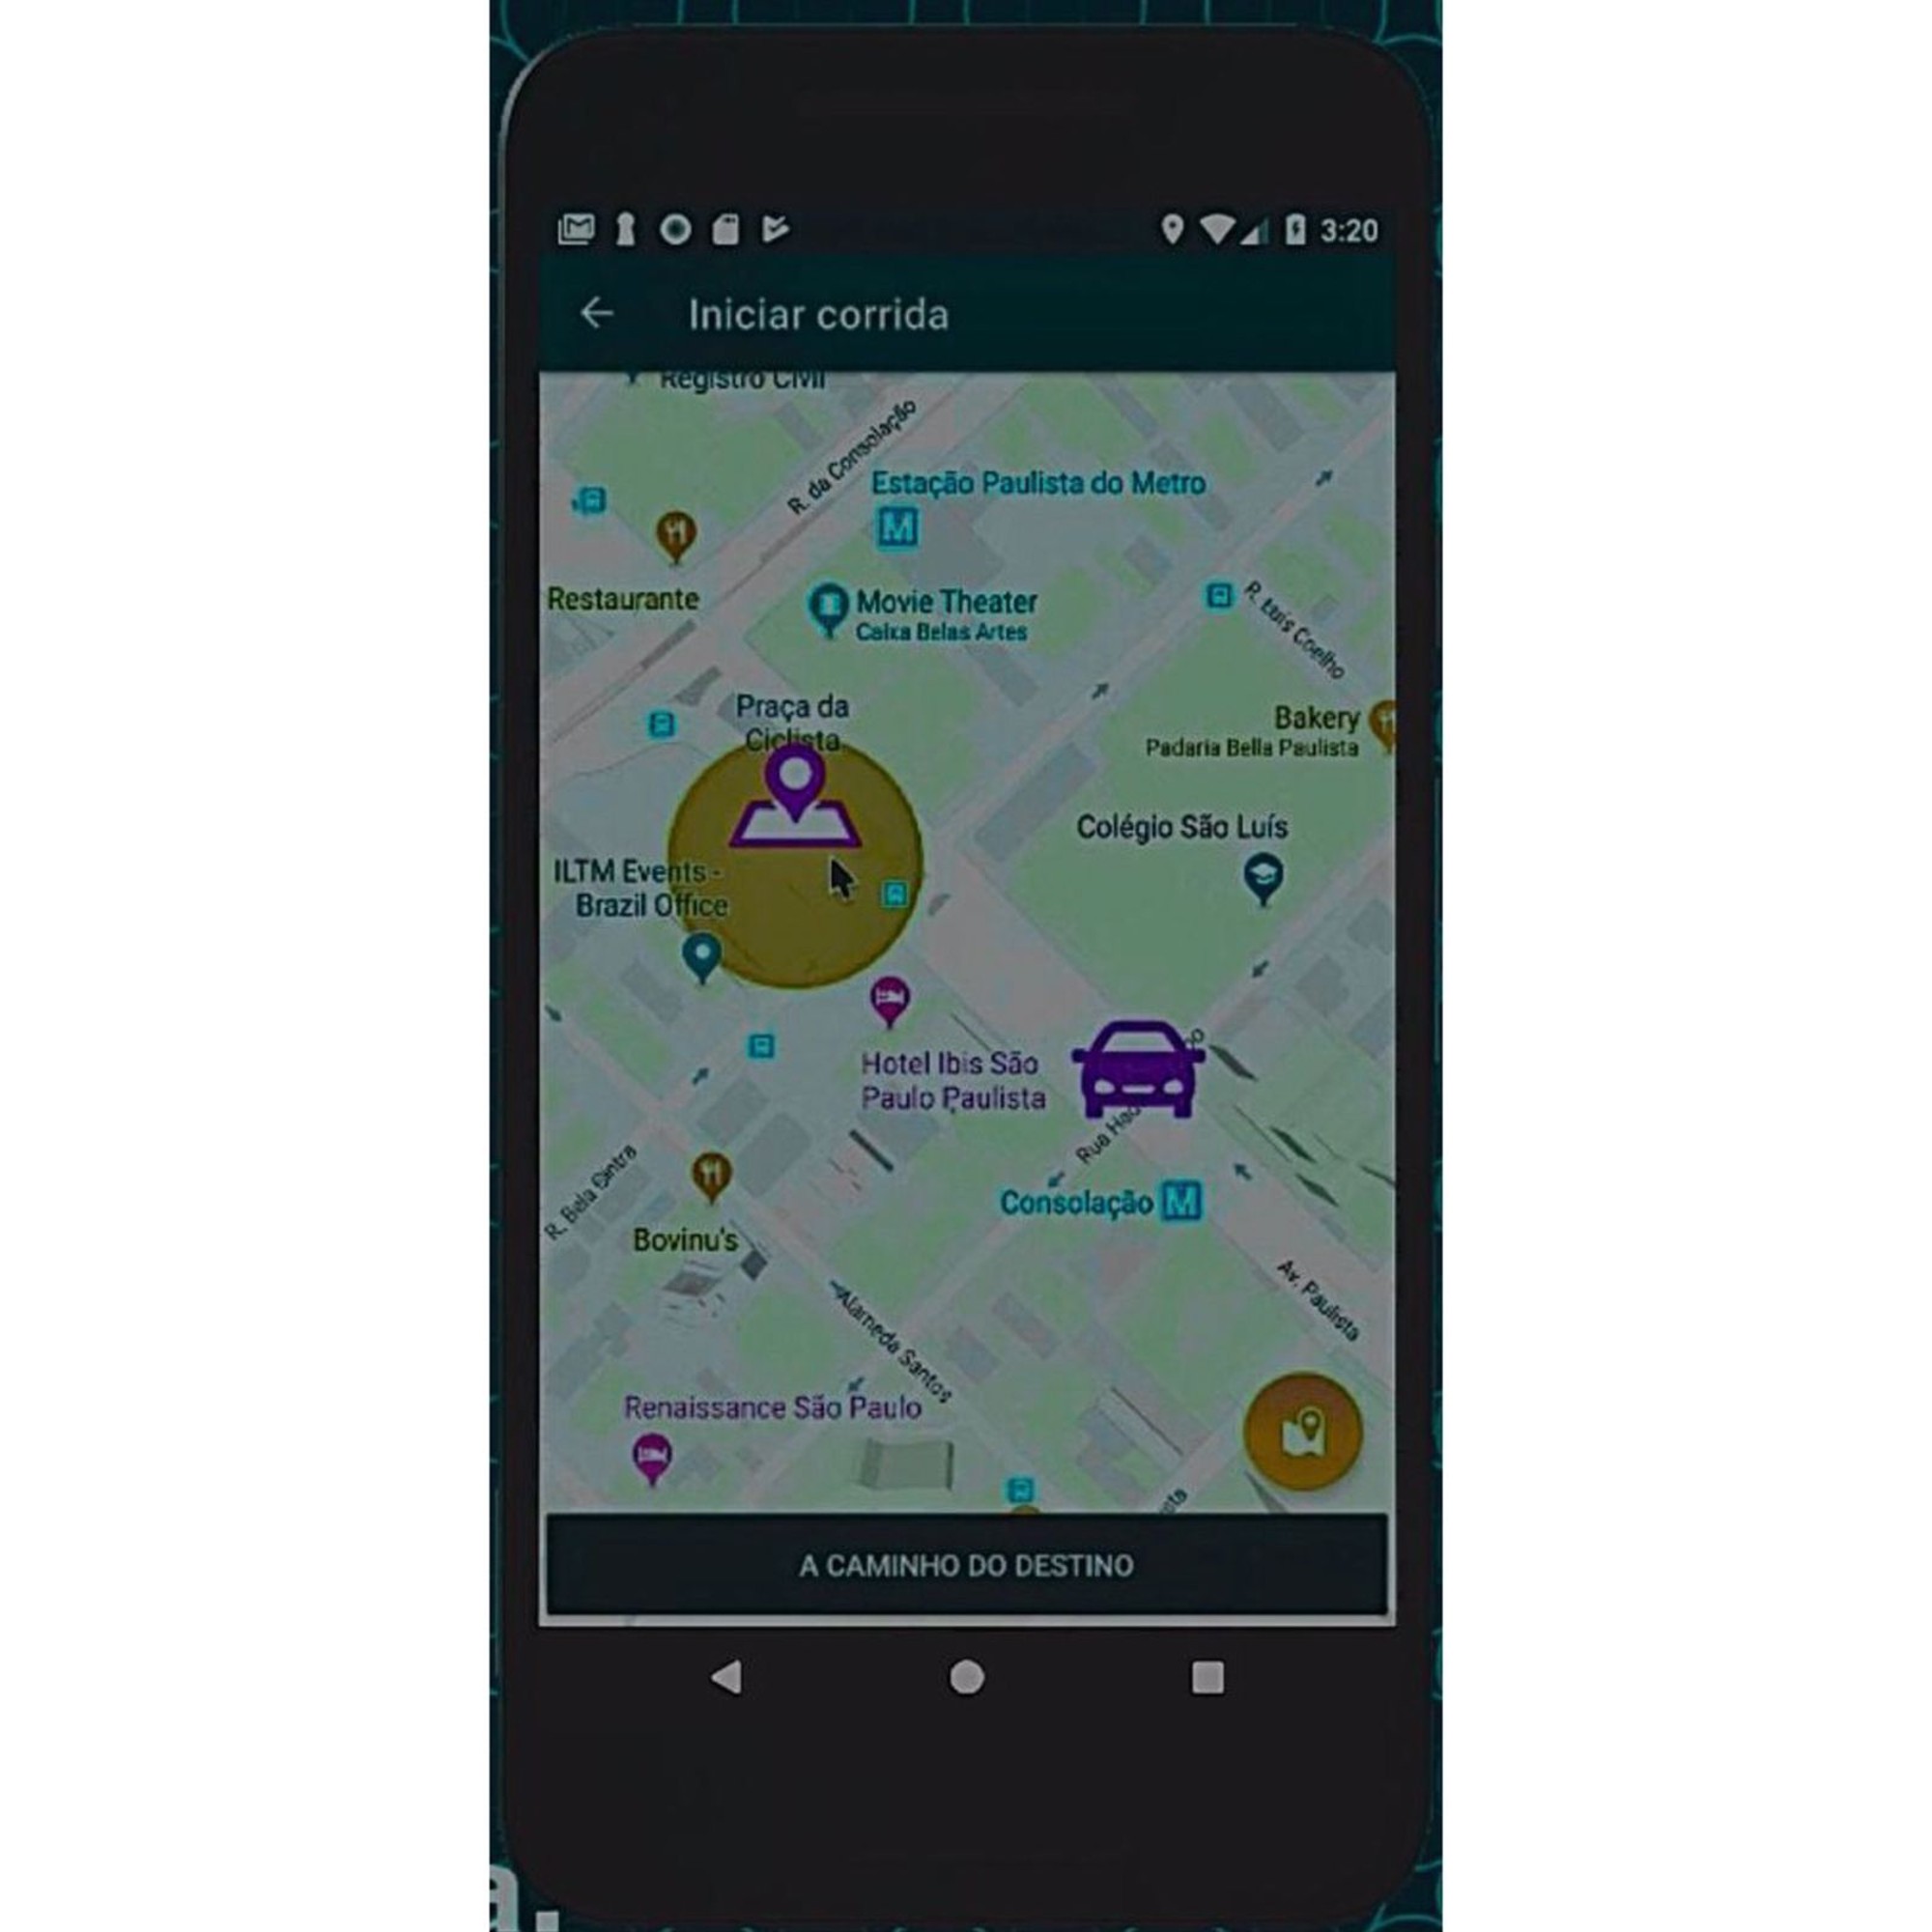 3:20
Iniciar corrida
Registro Civil
R. da Consolação
Estação Paulista do Metro
M
Restaurante
Movie Theater
Caixa Belas Artes
R. Luís Coelho
Praça da
Ciclista
Bakery
Padaria Bella Paulista
Colégio São Luís
ILTM Events -
Brazil Office
Hotel Ibis São
Paulo Paulista
Rua
R. Bela Cintra
Consolação M
Bovinu's
Av. Paulista
Alameda Santos
Renaissance São Paulo
A CAMINHO DO DESTINO